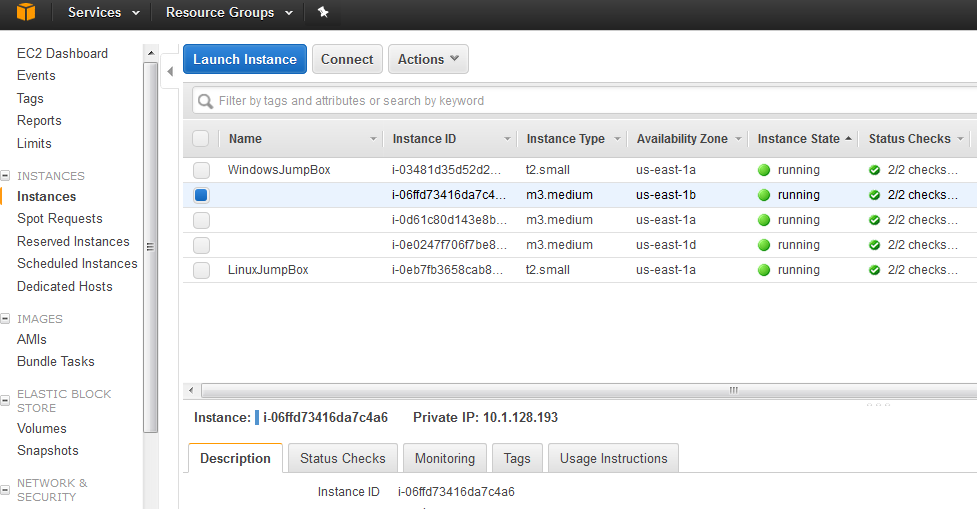 Services Resource Groups
EC2 Dashboard
Events
Tags
Reports
Limits
INSTANCES
Instances
Spot Requests
Reserved Instances
Scheduled Instances
Dedicated Hosts
IMAGES
AMIs
Bundle Tasks
ELASTIC BLOCK
STORE
Volumes
Snapshots
NETWORK &
SECURITY
Launch Instance Connect Actions
Filter by tags and attributes or search by keyword
Name Instance ID Instance Type Availability Zone Instance State Status Checks
WindowsJumpBox i-03481d35d52d2... t2.small us-east-1a running 2/2 checks...
i-06ffd73416da7c4... m3.medium us-east-1b running 2/2 checks...
i-0d61c80d143e8b... m3.medium us-east-1a running 2/2 checks...
i-0e0247f706f7be8... m3.medium us-east-1d running 2/2 checks...
LinuxJumpBox i-0eb7fb3658cab8... t2.small us-east-1a running 2/2 checks...
Instance: i-06ffd73416da7c4a6 Private IP: 10.1.128.193
Description Status Checks Monitoring Tags Usage Instructions
Instance ID i-06ffd73416da7c4a6